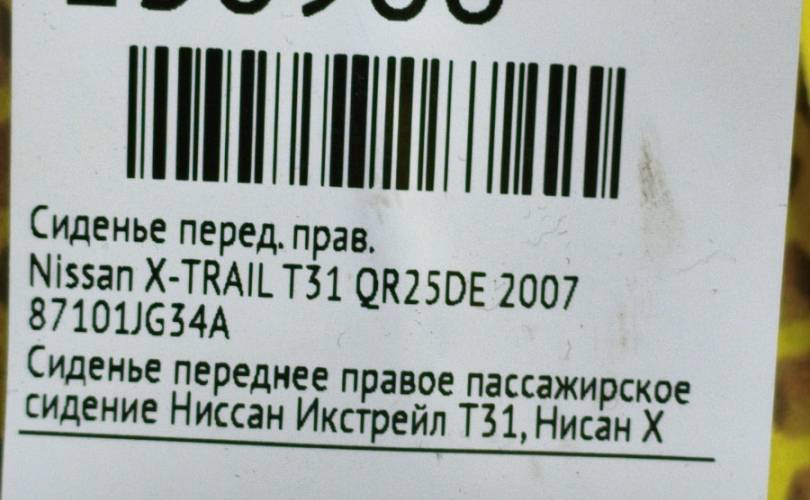 Сиденье перед. прав.
Nissan X-TRAIL T31 QR25DE 2007
87101JG34A
Сиденье переднее правое пассажирское
сидение Ниссан Икстрейл Т31, Нисан Х